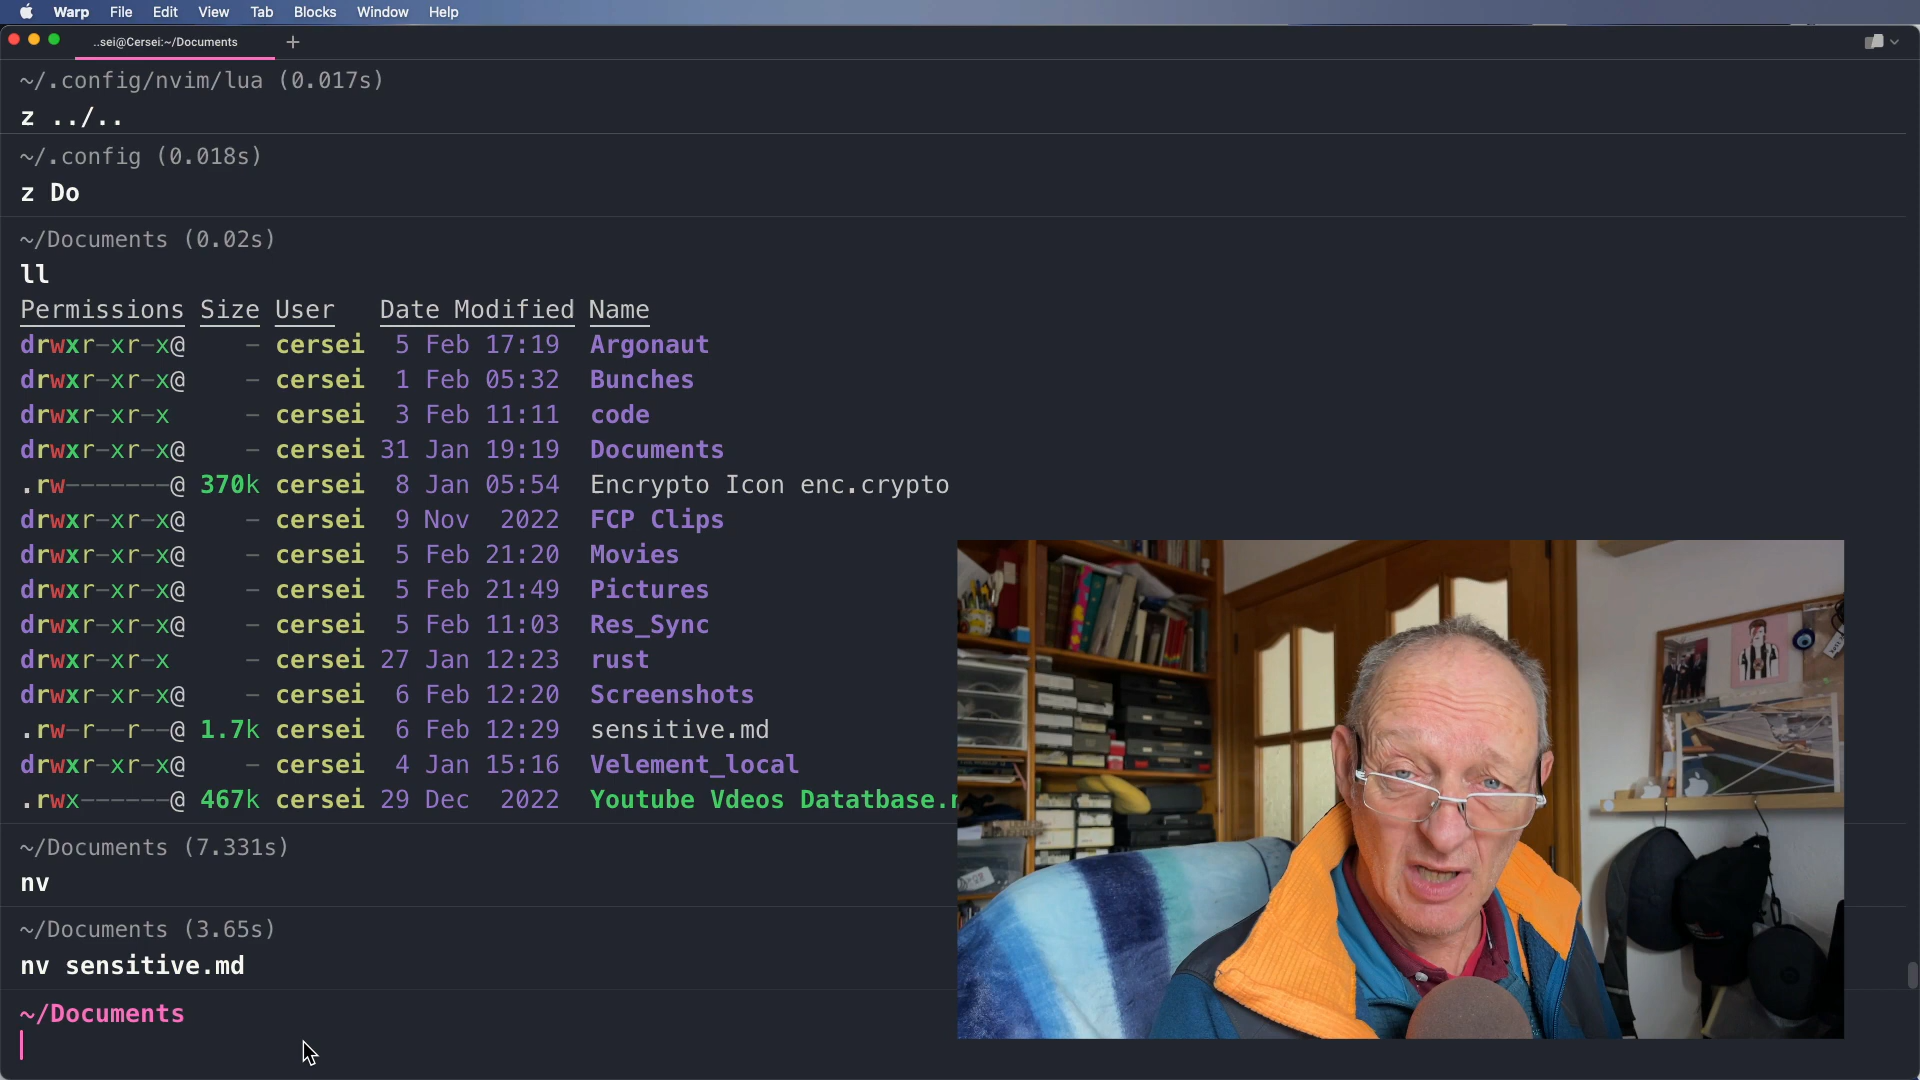 Warp File Edit View Tab Blocks Window Help
..sei@Cersei:~/Documents +
~/.config/nvim/lua (0.017s)
z ../..
~/.config (0.018s)
z Do
~/Documents (0.02s)
ll
Permissions Size User Date Modified Name
drwxr-xr-x@ - cersei 5 Feb 17:19 Argonaut
drwxr-xr-x@ - cersei 1 Feb 05:32 Bunches
drwxr-xr-x - cersei 3 Feb 11:11 code
drwxr-xr-x@ - cersei 31 Jan 19:19 Documents
.rw-------@ 370k cersei 8 Jan 05:54 Encrypto Icon enc.crypto
drwxr-xr-x@ - cersei 9 Nov 2022 FCP Clips
drwxr-xr-x@ - cersei 5 Feb 21:20 Movies
drwxr-xr-x@ - cersei 5 Feb 21:49 Pictures
drwxr-xr-x@ - cersei 5 Feb 11:03 Res_Sync
drwxr-xr-x - cersei 27 Jan 12:23 rust
drwxr-xr-x@ - cersei 6 Feb 12:20 Screenshots
.rw-r--r--@ 1.7k cersei 6 Feb 12:29 sensitive.md
drwxr-xr-x@ - cersei 4 Jan 15:16 Velement_local
.rwx------@ 467k cersei 29 Dec 2022 Youtube Vdeos Datatbase.
~/Documents (7.331s)
nv
~/Documents (3.65s)
nv sensitive.md
~/Documents